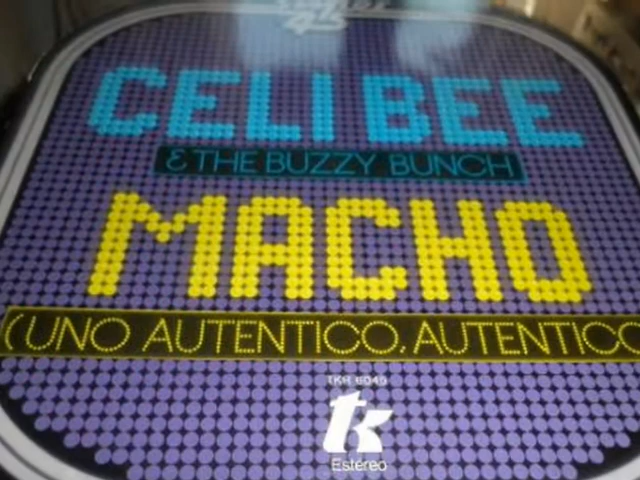 CELI BEE
& THE BUZZY BUNCH
MACHO
(UNO AUTENTICO, AUTENTICO
TKR 6049
tk
Estéreo